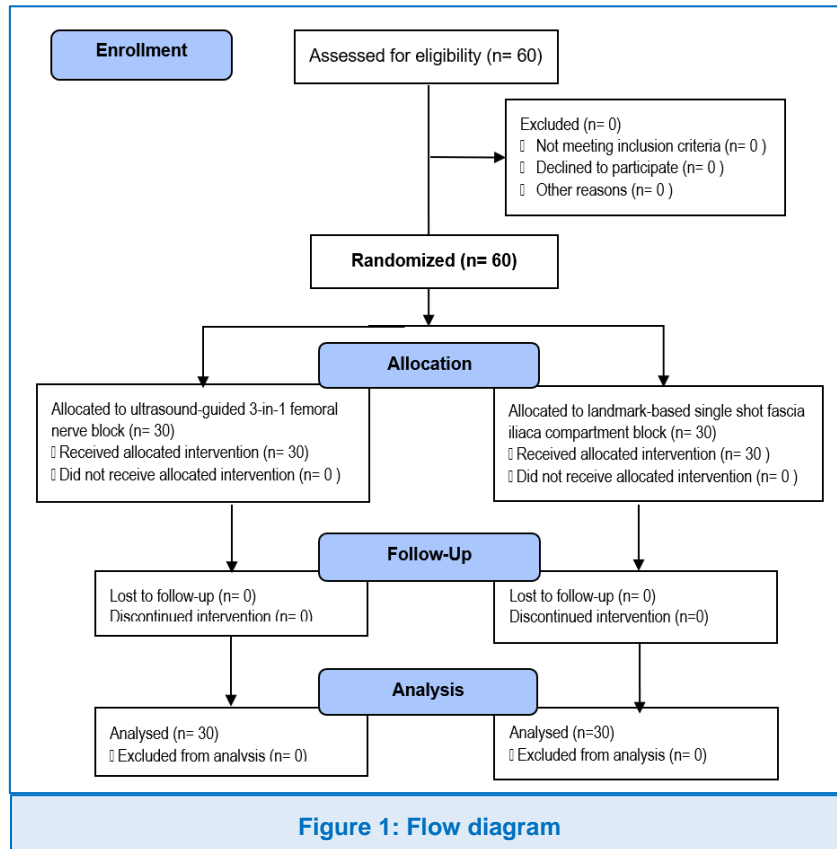 Enrollment
Assessed for eligibility (n= 60)
Excluded (n= 0)
▯ Not meeting inclusion criteria (n= 0 )
▯ Declined to participate (n= 0 )
▯ Other reasons (n= 0 )
Randomized (n= 60)
Allocation
Allocated to ultrasound-guided 3-in-1 femoral
nerve block (n= 30)
▯ Received allocated intervention (n= 30)
▯ Did not receive allocated intervention (n= 0 )
Allocated to landmark-based single shot fascia
iliaca compartment block (n= 30)
▯ Received allocated intervention (n= 30 )
▯ Did not receive allocated intervention (n= 0 )
Follow-Up
Lost to follow-up (n= 0)
Discontinued intervention (n= 0)
Lost to follow-up (n= 0)
Discontinued intervention (n=0)
Analysis
Analysed (n= 30)
▯ Excluded from analysis (n= 0)
Analysed (n=30)
▯ Excluded from analysis (n= 0)
Figure 1: Flow diagram